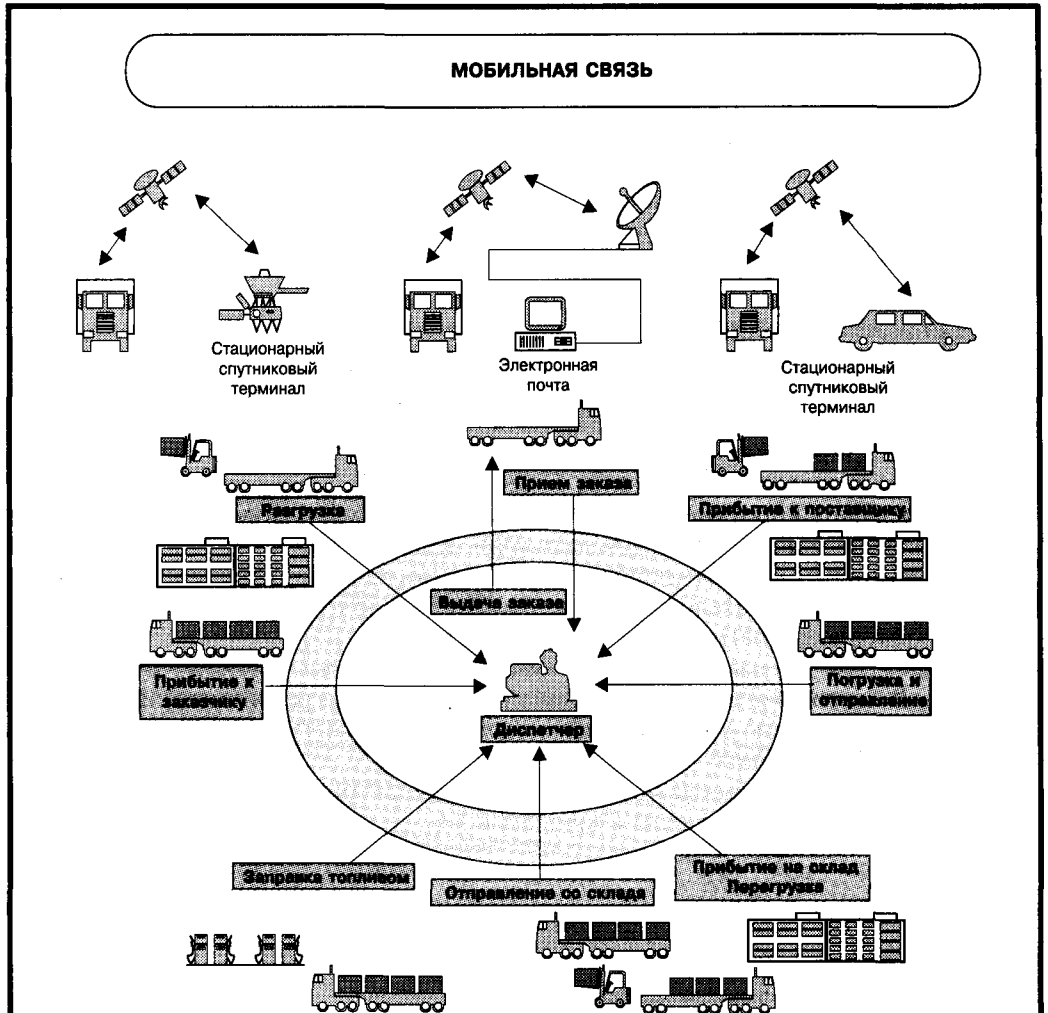 МОБИЛЬНАЯ СВЯЗЬ
Стационарный
спутниковый
терминал
Электронная
почта
Стационарный
спутниковый
терминал
Разгрузка
Прием заказа
Прибытие к поставщику
Выдача заказа
Прибытие к
заказчику
Погрузка и
отправление
Диспетчер
Заправка топливом
Отправление со склада
Прибытие на склад
Перегрузка